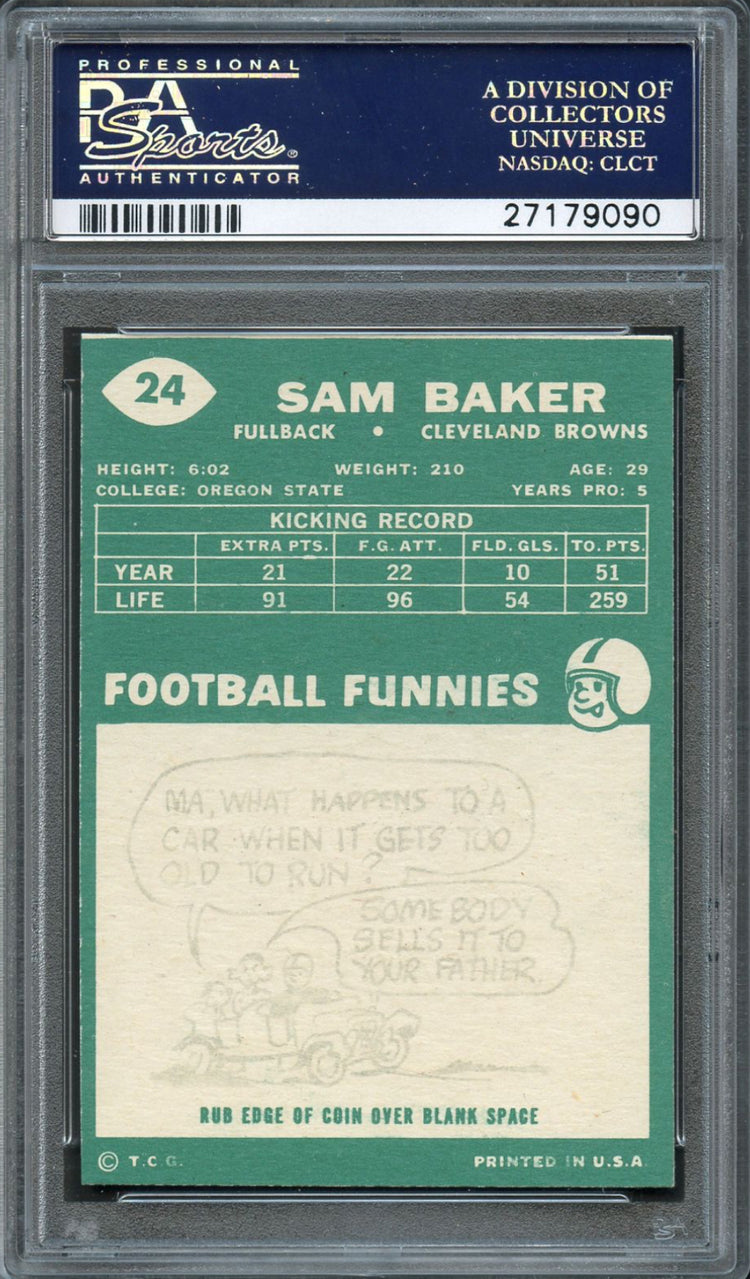 PROFESSIONAL
PSA
Sports®
AUTHENTICATOR
A DIVISION OF
COLLECTORS
UNIVERSE
NASDAQ: CLCT
27179090
24
SAM BAKER
FULLBACK • CLEVELAND BROWNS
HEIGHT: 6:02 WEIGHT: 210 AGE: 29
COLLEGE: OREGON STATE YEARS PRO: 5
KICKING RECORD
EXTRA PTS. F.G. ATT. FLD. GLS. TO. PTS.
YEAR 21 22 10 51
LIFE 91 96 54 259
FOOTBALL FUNNIES
MA, WHAT HAPPENS TO A
CAR WHEN IT GETS TOO
OLD TO RUN?
SOMEBODY
SELLS IT TO
YOUR FATHER.
RUB EDGE OF COIN OVER BLANK SPACE
© T.C.G. PRINTED IN U.S.A.